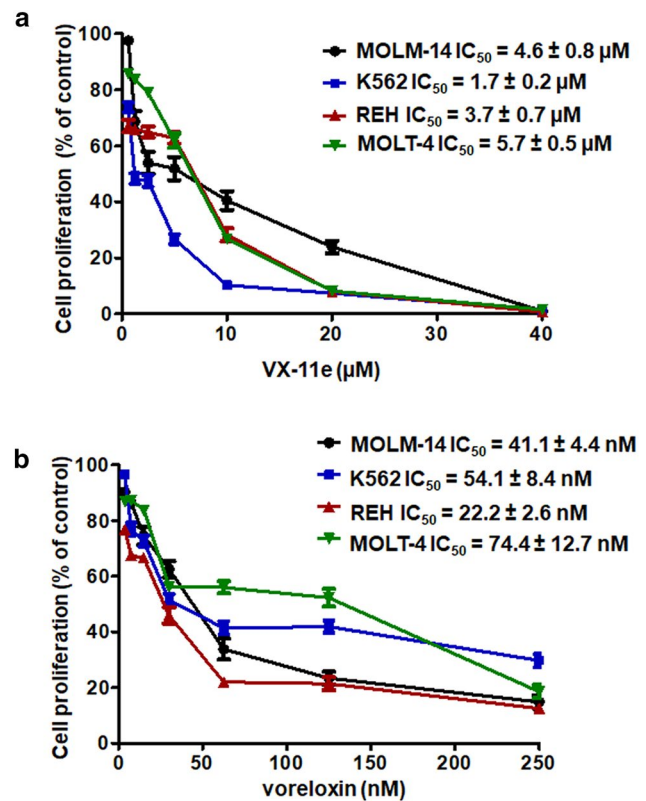 a
MOLM-14 IC50 = 4.6 ± 0.8 µM
K562 IC50 = 1.7 ± 0.2 µM
REH IC50 = 3.7 ± 0.7 µM
MOLT-4 IC50 = 5.7 ± 0.5 µM
Cell proliferation (% of control)
100
80
60
40
20
0
0 10 20 30 40
VX-11e (µM)
b
MOLM-14 IC50 = 41.1 ± 4.4 nM
K562 IC50 = 54.1 ± 8.4 nM
REH IC50 = 22.2 ± 2.6 nM
MOLT-4 IC50 = 74.4 ± 12.7 nM
Cell proliferation (% of control)
100
80
60
40
20
0
0 50 100 150 200 250
voreloxin (nM)